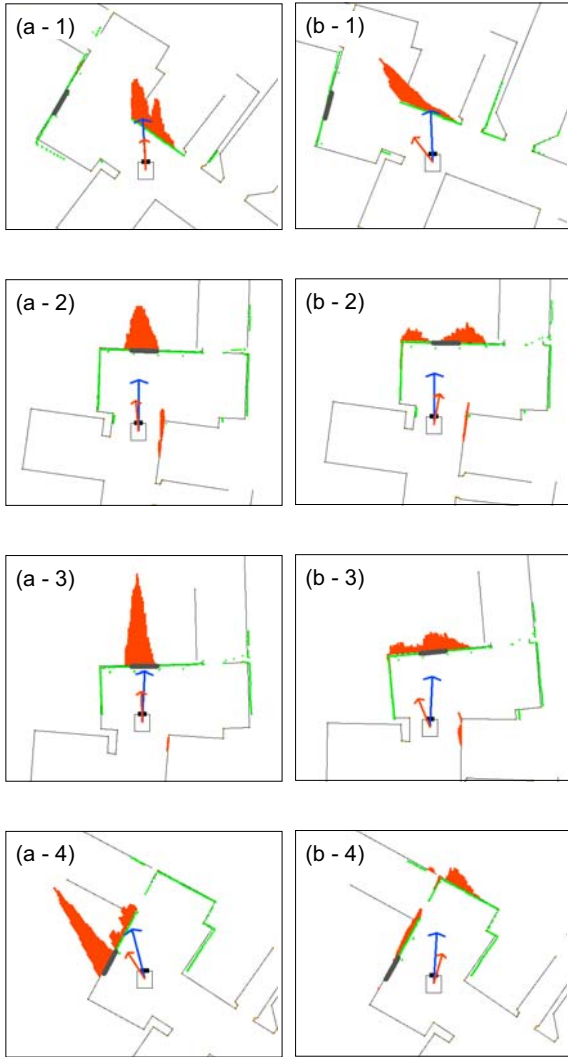 (a - 1)
(b - 1)
(a - 2)
(b - 2)
(a - 3)
(b - 3)
(a - 4)
(b - 4)